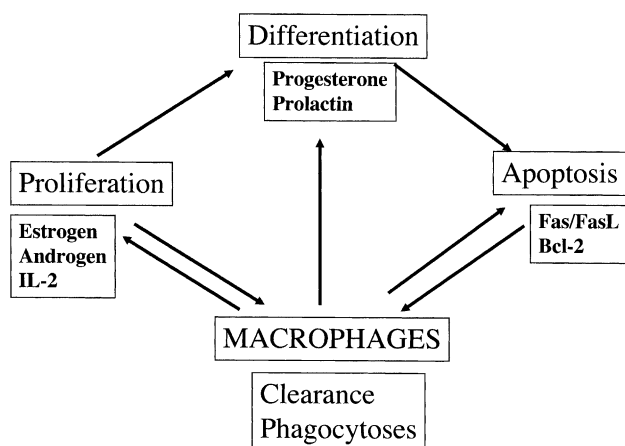 Differentiation
Progesterone
Prolactin
Proliferation
Estrogen
Androgen
IL-2
Apoptosis
Fas/FasL
Bcl-2
MACROPHAGES
Clearance
Phagocytoses